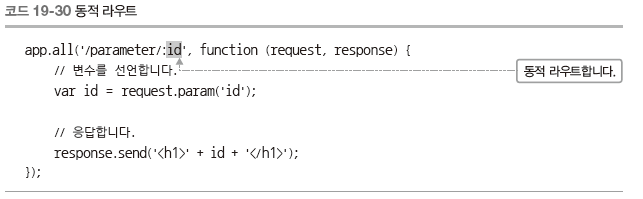 코드 19-30 동적 라우트
app.all('/parameter/:id', function (request, response) {
// 변수를 선언합니다.
동적 라우트합니다.
var id = request.param('id');
// 응답합니다.
response.send('<h1>' + id + '</h1>');
});